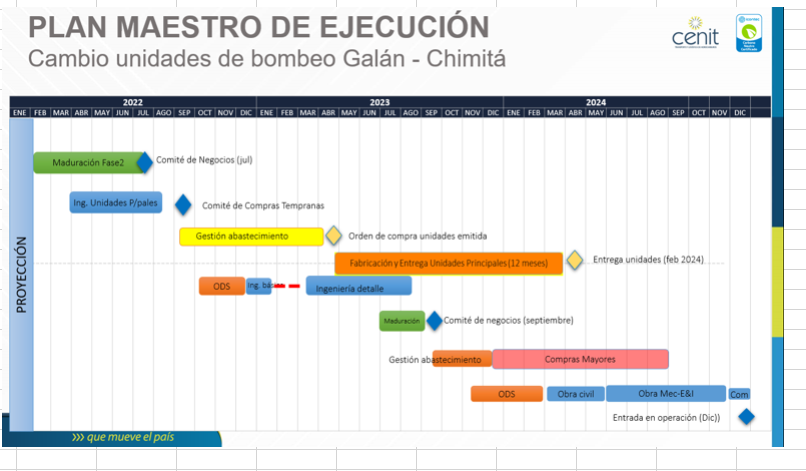 PLAN MAESTRO DE EJECUCIÓN
Cambio unidades de bombeo Galán - Chimitá
cenit
2022 2023 2024
ENE FEB MAR ABR MAY JUN JUL AGO SEP OCT NOV DIC ENE FEB MAR ABR MAY JUN JUL AGO SEP OCT NOV DIC ENE FEB MAR ABR MAY JUN JUL AGO SEP OCT NOV DIC
PROYECCIÓN
Maduración Fase2
Comité de Negocios (jul)
Ing. Unidades P/pales
Comité de Compras Tempranas
Gestión abastecimiento
Orden de compra unidades emitida
Fabricación y Entrega Unidades Principales (12 meses)
Entrega unidades (feb 2024)
ODS
Ing. básica
Ingeniería detalle
Maduración
Comité de negocios (septiembre)
Gestión abastecimiento
Compras Mayores
ODS
Obra civil
Obra Mec-E&I
Com
Entrada en operación (Dic))
››› que mueve el país